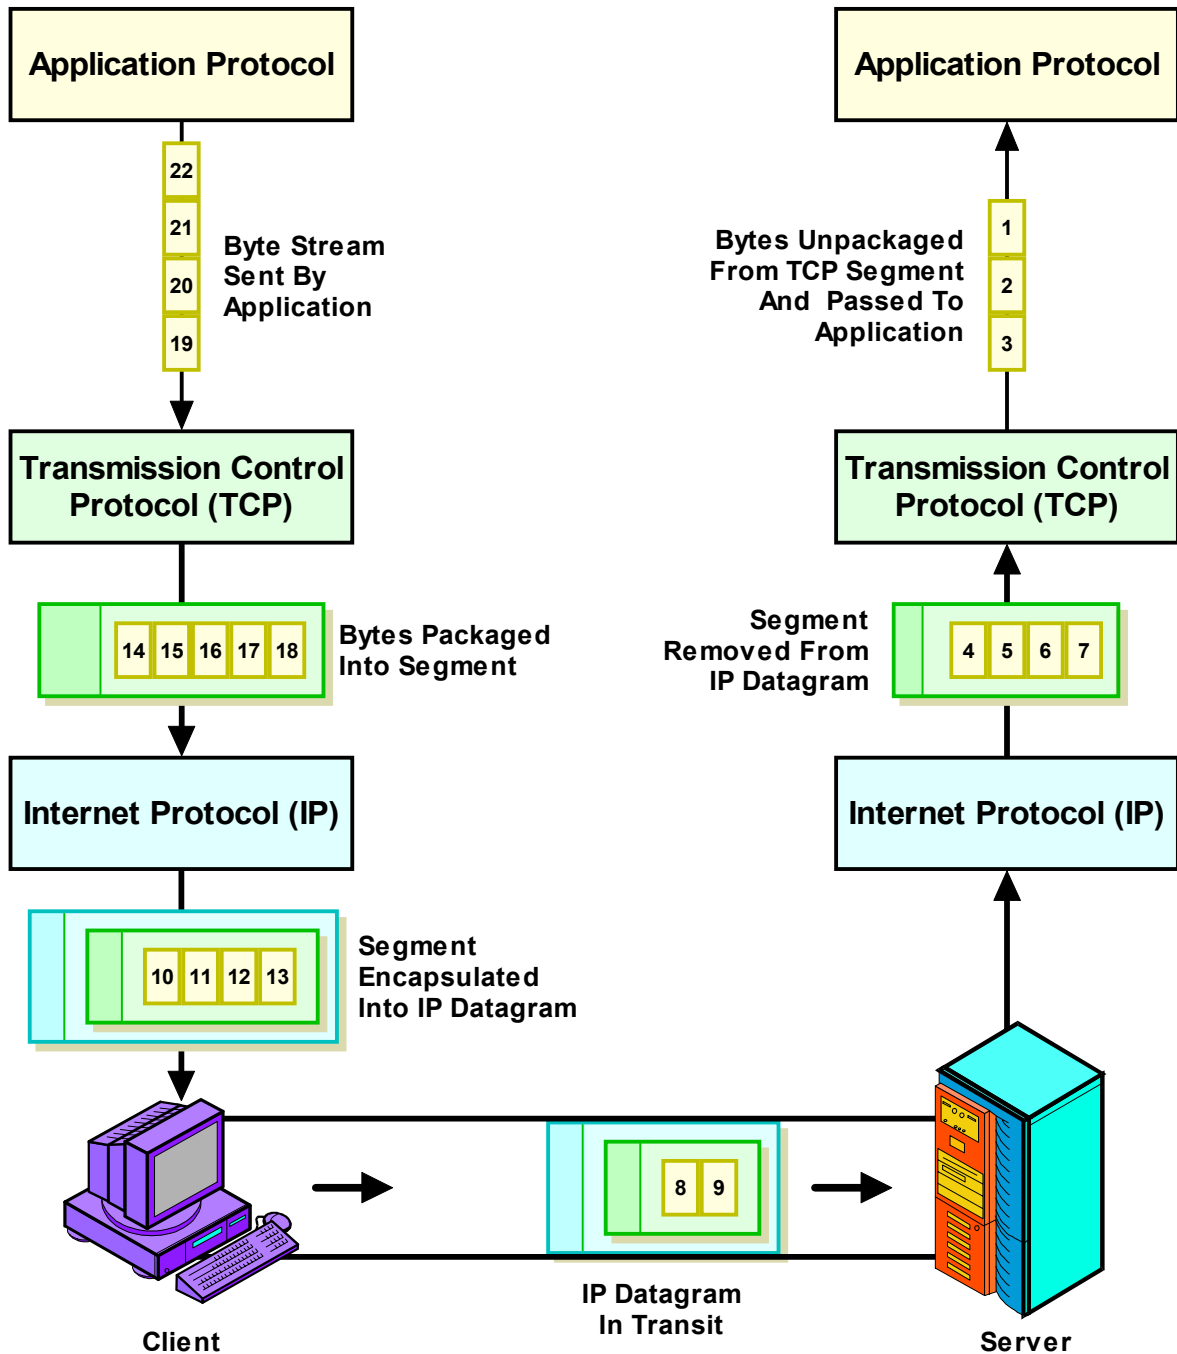 Application Protocol
22
21
20
19
Byte Stream
Sent By
Application
Transmission Control
Protocol (TCP)
14 15 16 17 18
Bytes Packaged
Into Segment
Internet Protocol (IP)
10 11 12 13
Segment
Encapsulated
Into IP Datagram
Client
8 9
IP Datagram
In Transit
Application Protocol
1
2
3
Bytes Unpackaged
From TCP Segment
And Passed To
Application
Transmission Control
Protocol (TCP)
Segment
Removed From
IP Datagram
4 5 6 7
Internet Protocol (IP)
Server